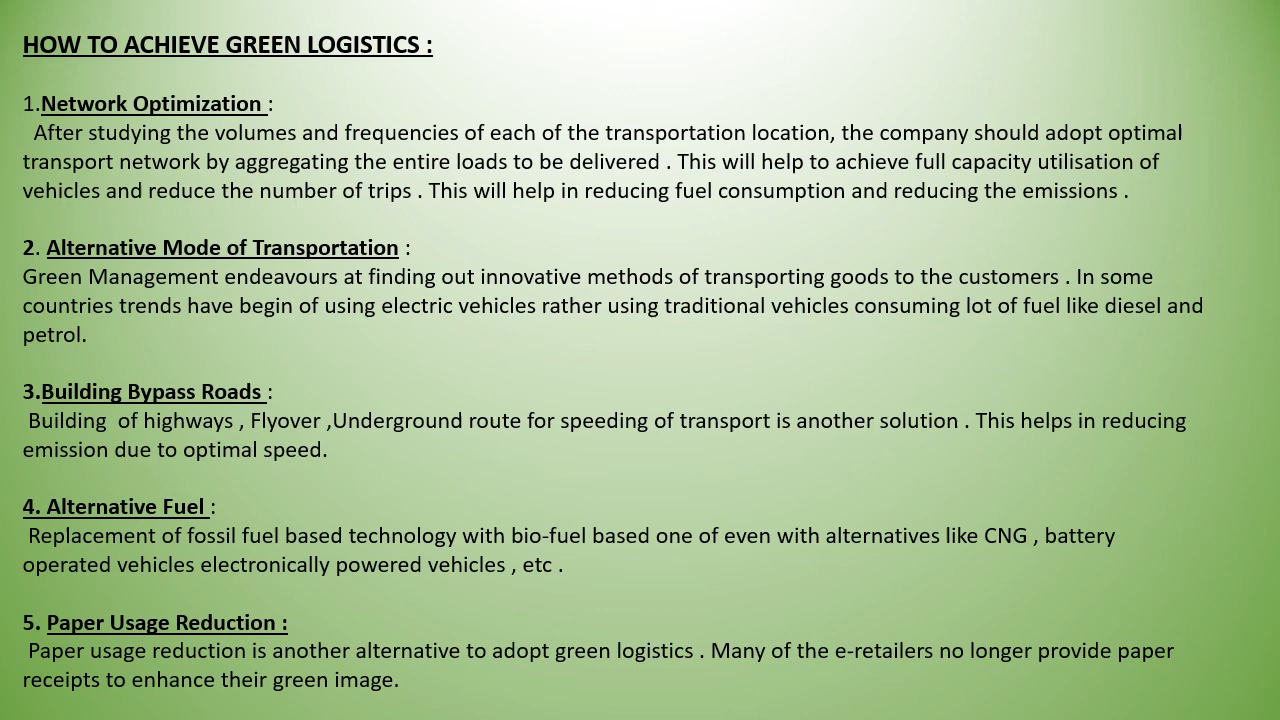 HOW TO ACHIEVE GREEN LOGISTICS :
1.Network Optimization :
After studying the volumes and frequencies of each of the transportation location, the company should adopt optimal
transport network by aggregating the entire loads to be delivered . This will help to achieve full capacity utilisation of
vehicles and reduce the number of trips . This will help in reducing fuel consumption and reducing the emissions .
2. Alternative Mode of Transportation :
Green Management endeavours at finding out innovative methods of transporting goods to the customers . In some
countries trends have begin of using electric vehicles rather using traditional vehicles consuming lot of fuel like diesel and
petrol.
3.Building Bypass Roads :
Building  of highways , Flyover ,Underground route for speeding of transport is another solution . This helps in reducing
emission due to optimal speed.
4. Alternative Fuel :
Replacement of fossil fuel based technology with bio-fuel based one of even with alternatives like CNG , battery
operated vehicles electronically powered vehicles , etc .
5. Paper Usage Reduction :
Paper usage reduction is another alternative to adopt green logistics . Many of the e-retailers no longer provide paper
receipts to enhance their green image.